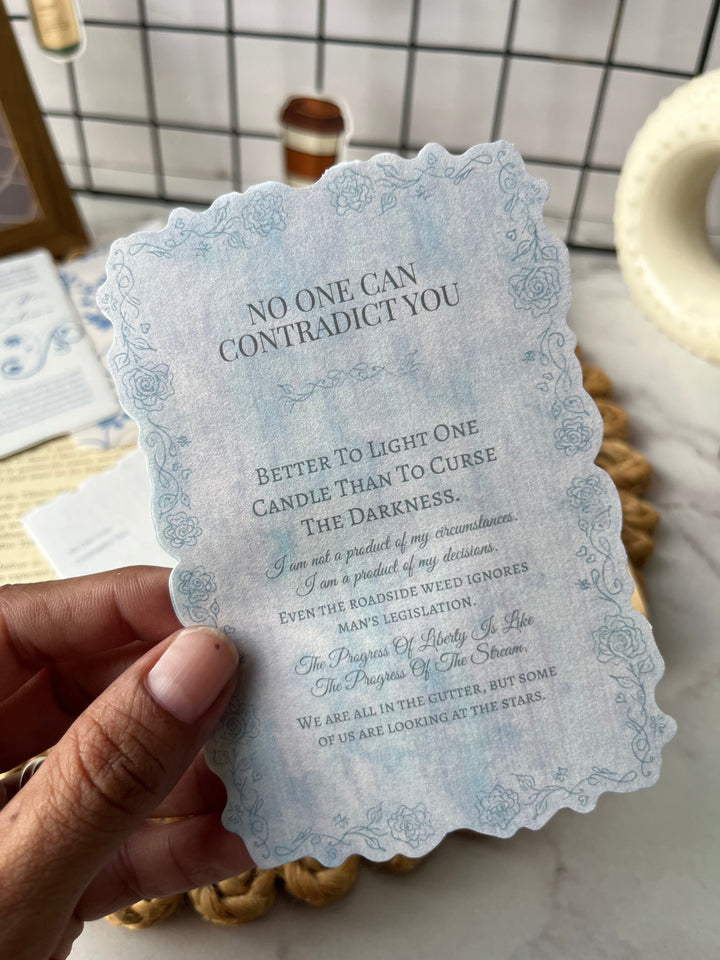 NO ONE CAN
CONTRADICT YOU
BETTER TO LIGHT ONE
CANDLE THAN TO CURSE
THE DARKNESS.
I am not a product of my circumstances.
I am a product of my decisions.
EVEN THE ROADSIDE WEED IGNORES
MAN'S LEGISLATION.
The Progress Of Liberty Is Like
The Progress Of The Stream.
WE ARE ALL IN THE GUTTER, BUT SOME
OF US ARE LOOKING AT THE STARS.